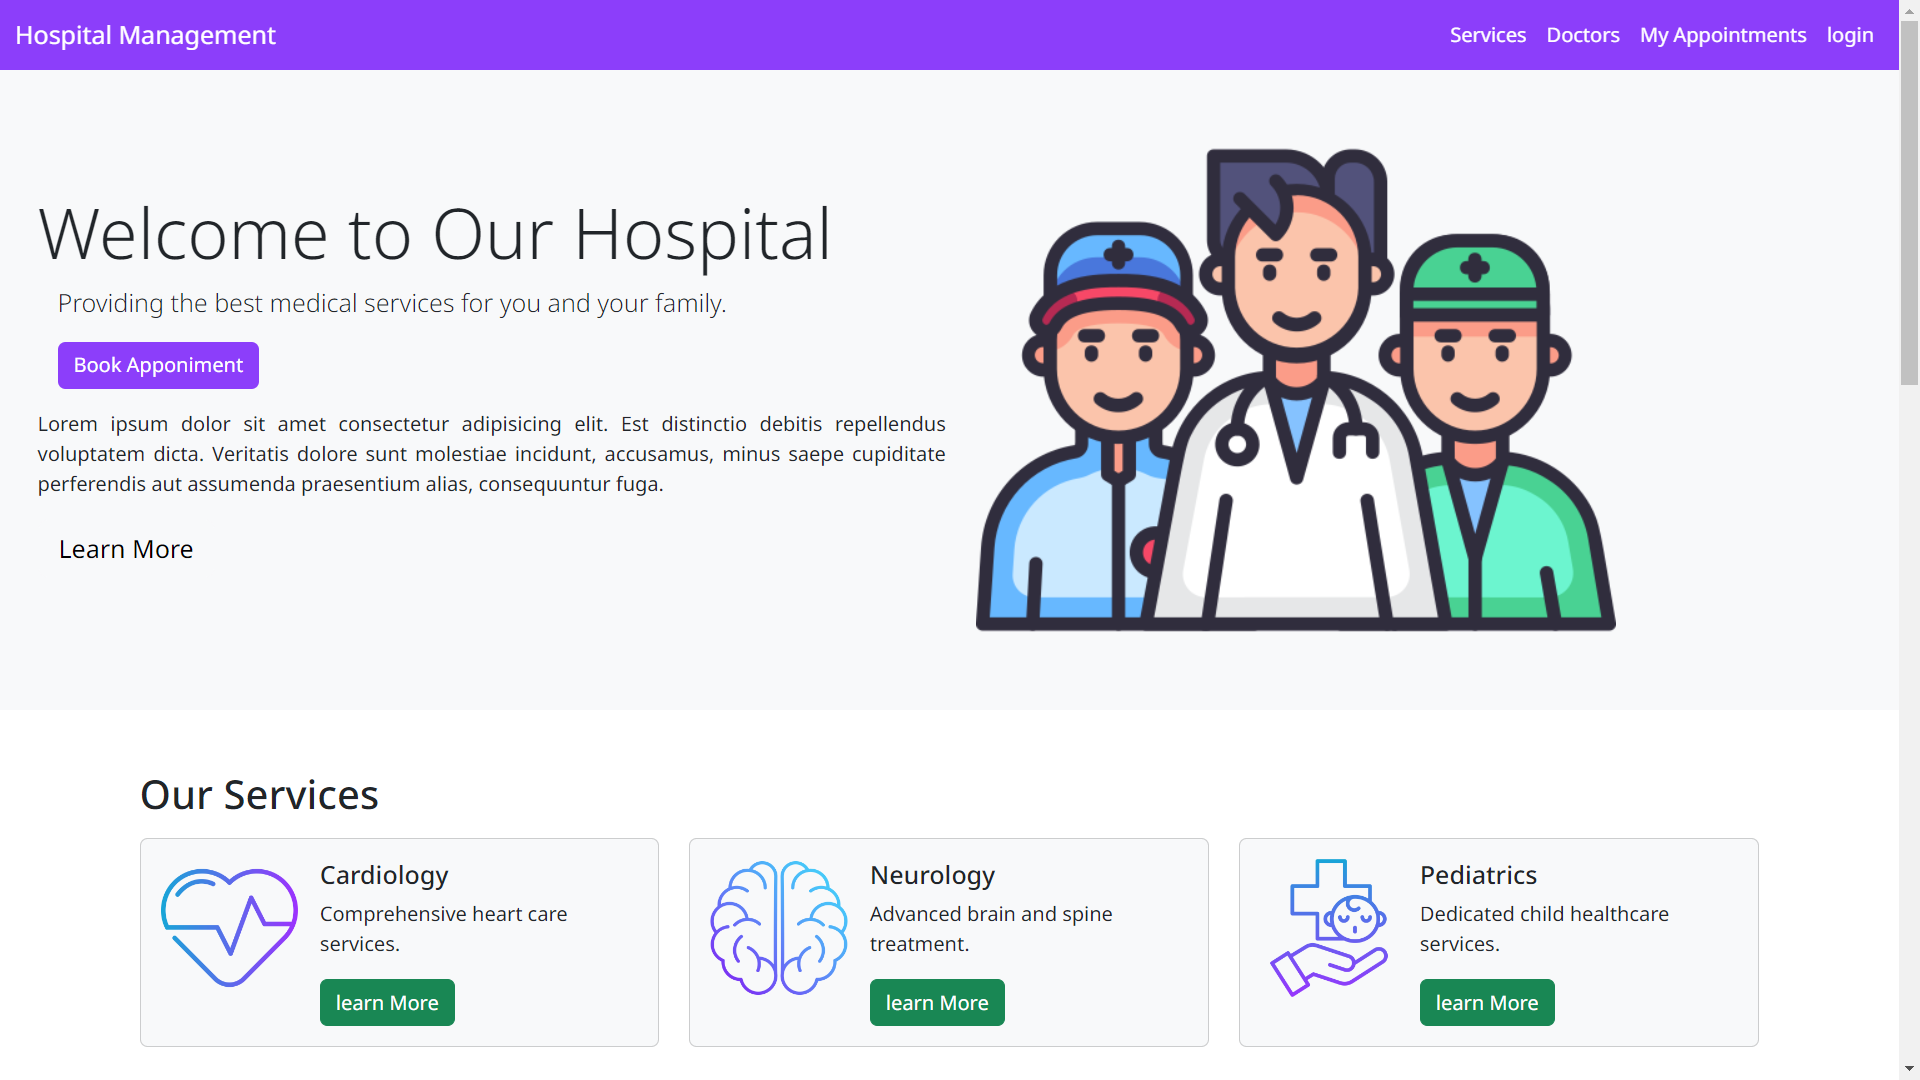 Hospital Management
Services Doctors My Appointments login
Welcome to Our Hospital
Providing the best medical services for you and your family.
Book Apponiment
Lorem ipsum dolor sit amet consectetur adipisicing elit. Est distinctio debitis repellendus
voluptatem dicta. Veritatis dolore sunt molestiae incidunt, accusamus, minus saepe cupiditate
perferendis aut assumenda praesentium alias, consequuntur fuga.
Learn More
Our Services
Cardiology
Comprehensive heart care
services.
learn More
Neurology
Advanced brain and spine
treatment.
learn More
Pediatrics
Dedicated child healthcare
services.
learn More